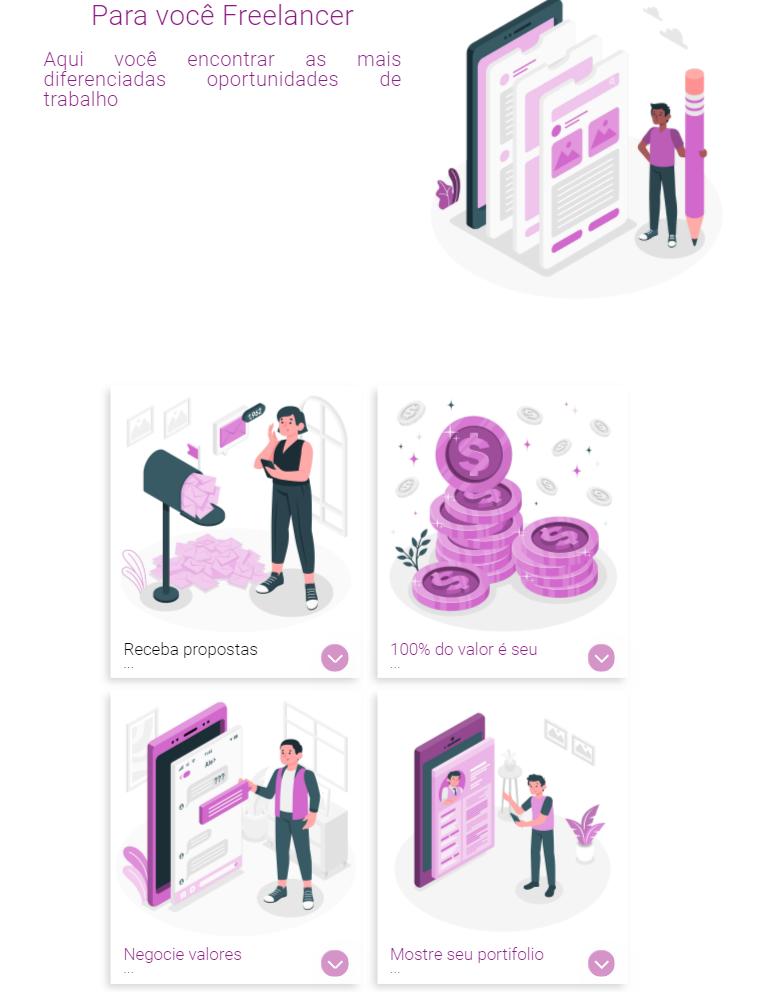 Para você Freelancer
Aqui você encontrar as mais
diferenciadas oportunidades de
trabalho
Receba propostas
...
100% do valor é seu
...
???
Negocie valores
...
Mostre seu portifolio
...